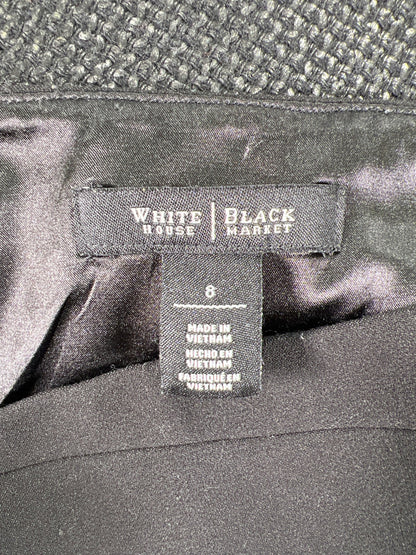 WHITE | BLACK
HOUSE | MARKET
8
MADE IN
VIETNAM
HECHO EN
VIETNAM
FABRIQUÉ EN
VIETNAM